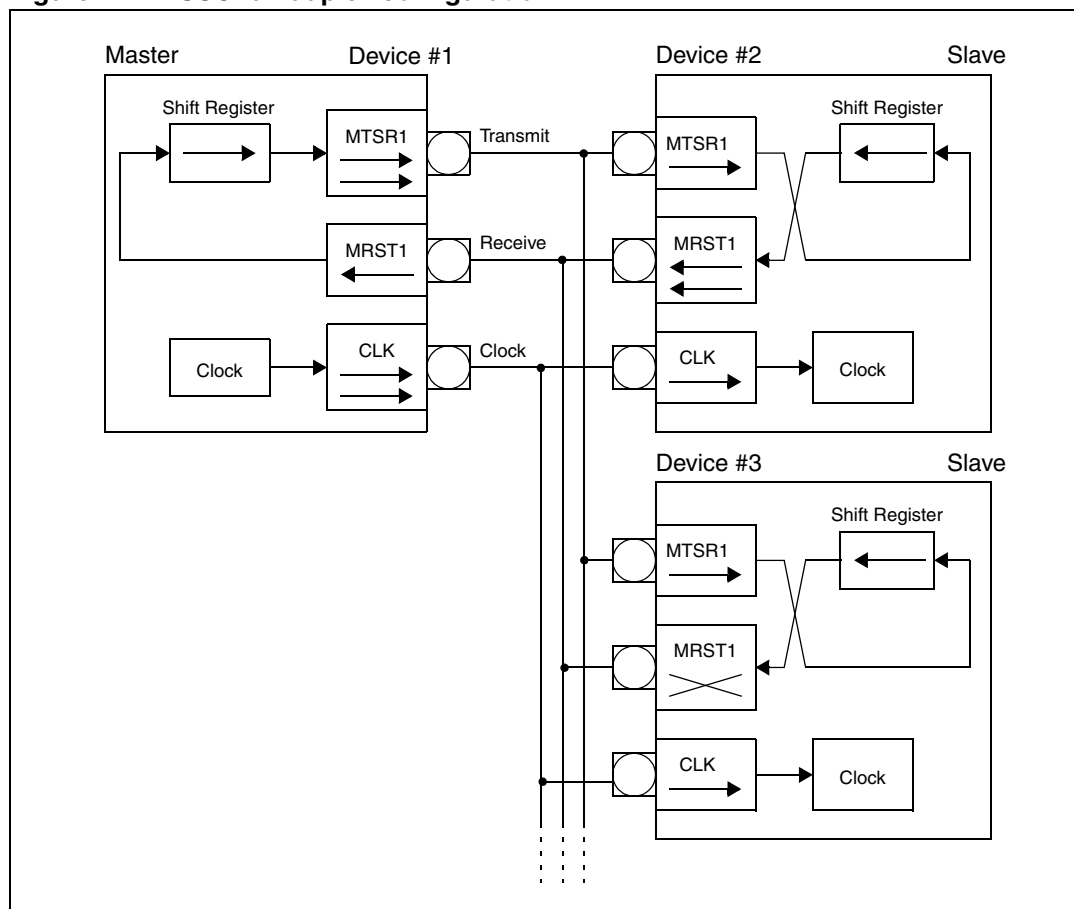 Master Device #1 Device #2 Slave
Shift Register
MTSR1
Transmit
MTSR1
Shift Register
MRST1
Receive
MRST1
Clock
CLK
Clock
CLK
Clock
Device #3 Slave
MTSR1
Shift Register
MRST1
CLK
Clock